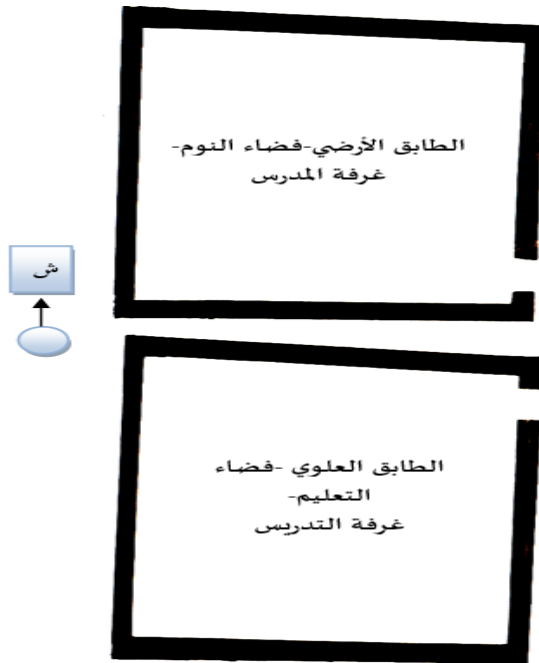 الطابق الأرضي-فضاء النوم-
غرفة المدرس
ش
الطابق العلوي -فضاء
التعليم-
غرفة التدريس